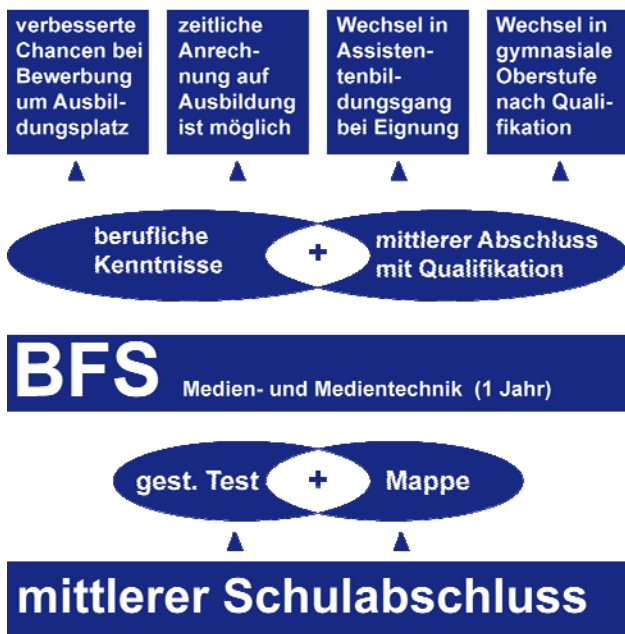 verbesserte
Chancen bei
Bewerbung
um Ausbil-
dungsplatz
zeitliche
Anrech-
nung auf
Ausbildung
ist möglich
Wechsel in
Assisten-
tenbil-
dungsgang
bei Eignung
Wechsel in
gymnasiale
Oberstufe
nach Quali-
fikation
berufliche
Kenntnisse
+
mittlerer Abschluss
mit Qualifikation
BFS Medien- und Medientechnik (1 Jahr)
gest. Test + Mappe
mittlerer Schulabschluss